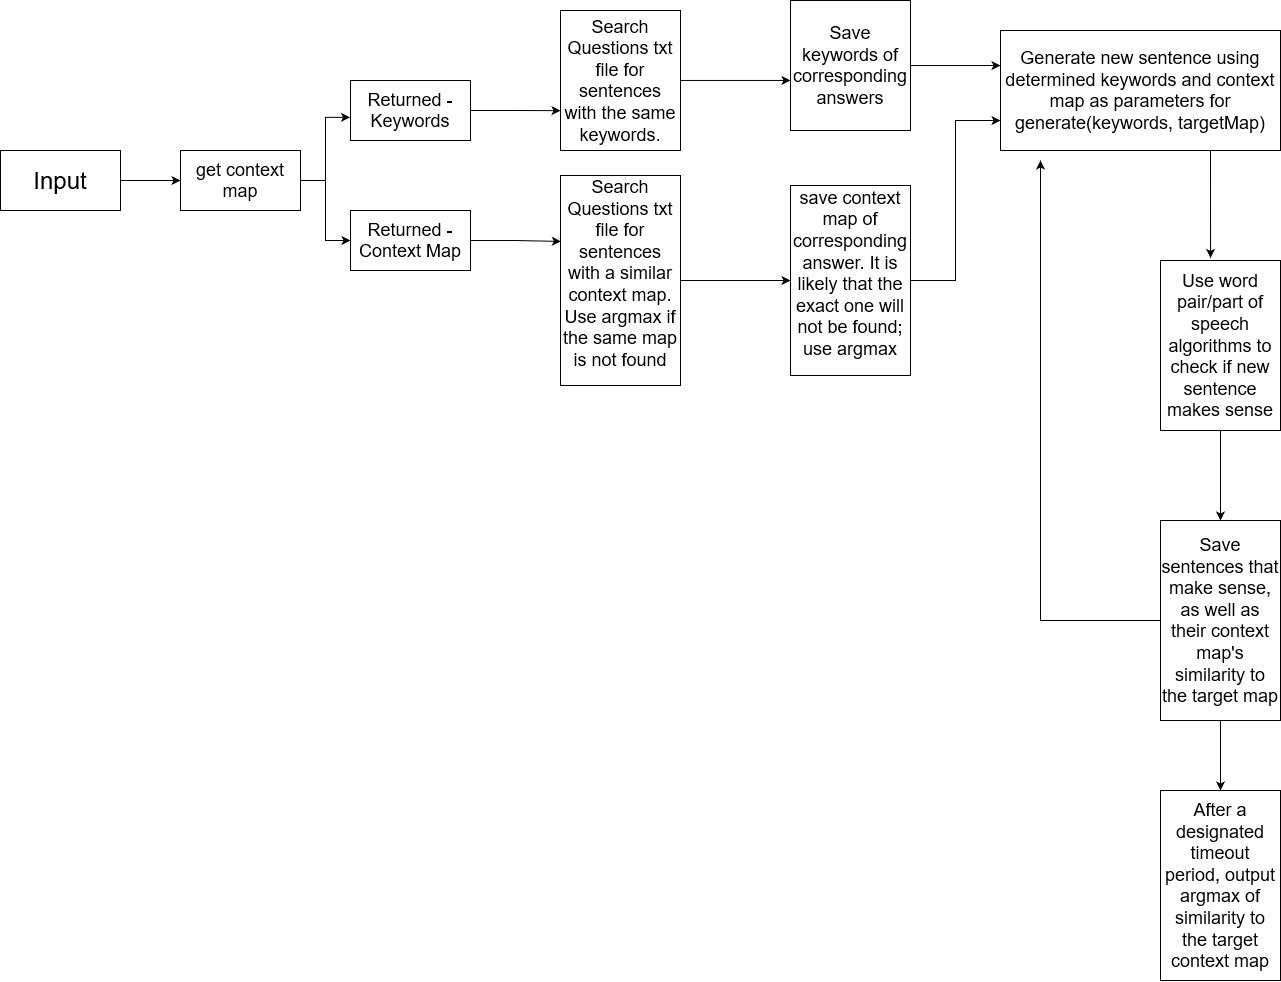 Input
get context
map
Returned -
Keywords
Returned -
Context Map
Search
Questions txt
file for
sentences
with the same
keywords.
Search
Questions txt
file for
sentences
with a similar
context map.
Use argmax if
the same map
is not found
Save
keywords of
corresponding
answers
save context
map of
corresponding
answer. It is
likely that the
exact one will
not be found;
use argmax
Generate new sentence using
determined keywords and context
map as parameters for
generate(keywords, targetMap)
Use word
pair/part of
speech
algorithms to
check if new
sentence
makes sense
Save
sentences that
make sense,
as well as
their context
map's
similarity to
the target map
After a
designated
timeout
period, output
argmax of
similarity to
the target
context map